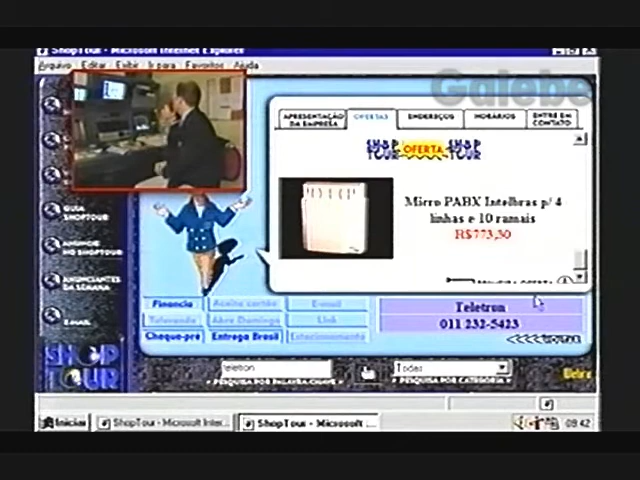 ShopTour - Microsoft Internet Explorer
Arquivo Editar Exibir Ir para Favoritos Ajuda
Galebe
APRESENTAÇÃO DA EMPRESA
OFERTAS
ENDEREÇOS
HORÁRIOS
ENTRE EM CONTATO
SHOP TOUR OFERTA SHOP TOUR
Micro PABX Intelbras p/ 4
linhas e 10 ramais
R$773,30
GUIA
SHOPTOUR
ANUNCIE
NO SHOPTOUR
ANUNCIANTES
DA SEMANA
E-MAIL
Financia Aceita cartão E-mail
Televenda Abre Domingo Link
Cheque-pré Entrega Brasil Estacionamento
Teletron
011 232-5423
SHOP
TOUR
teletron
Todas
PESQUISA POR PALAVRA CHAVE
PESQUISA POR CATEGORIA
Iniciar
ShopTour - Microsoft Inter...
ShopTour - Microsoft ...
09:42